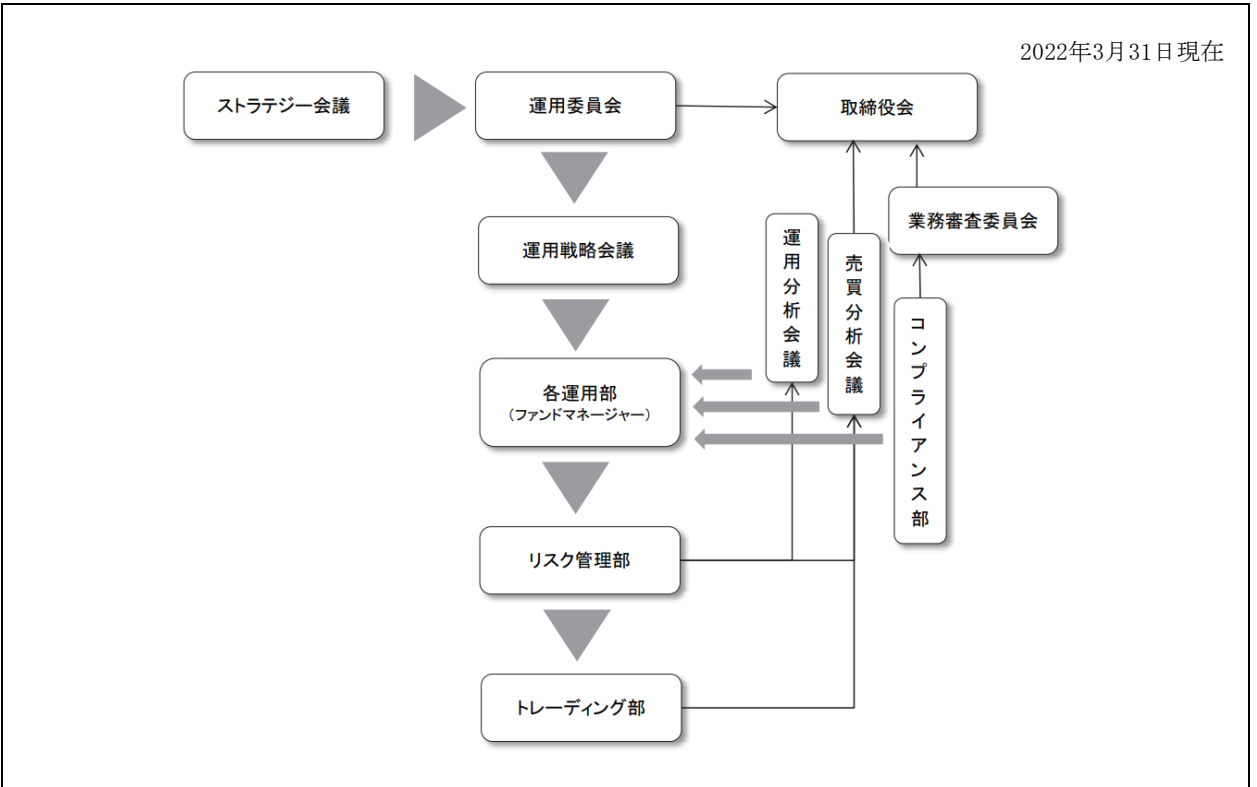 2022年3月31日現在
ストラテジー会議
運用委員会
取締役会
業務審査委員会
運用戦略会議
運用分析会議
売買分析会議
コンプライアンス部
各運用部
(ファンドマネージャー)
リスク管理部
トレーディング部